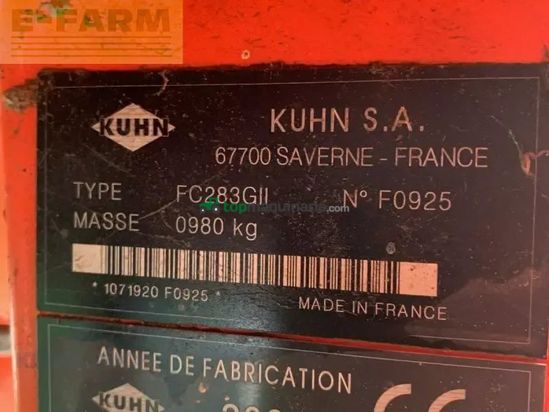 E-FARM
KUHN
KUHN S.A.
67700 SAVERNE - FRANCE
TYPE FC283GII N° F0925
topmaquinaria.com
MASSE 0980 kg
* 1071920 F0925 *
MADE IN FRANCE
ANNEE DE FABRICATION
KUHN
CE